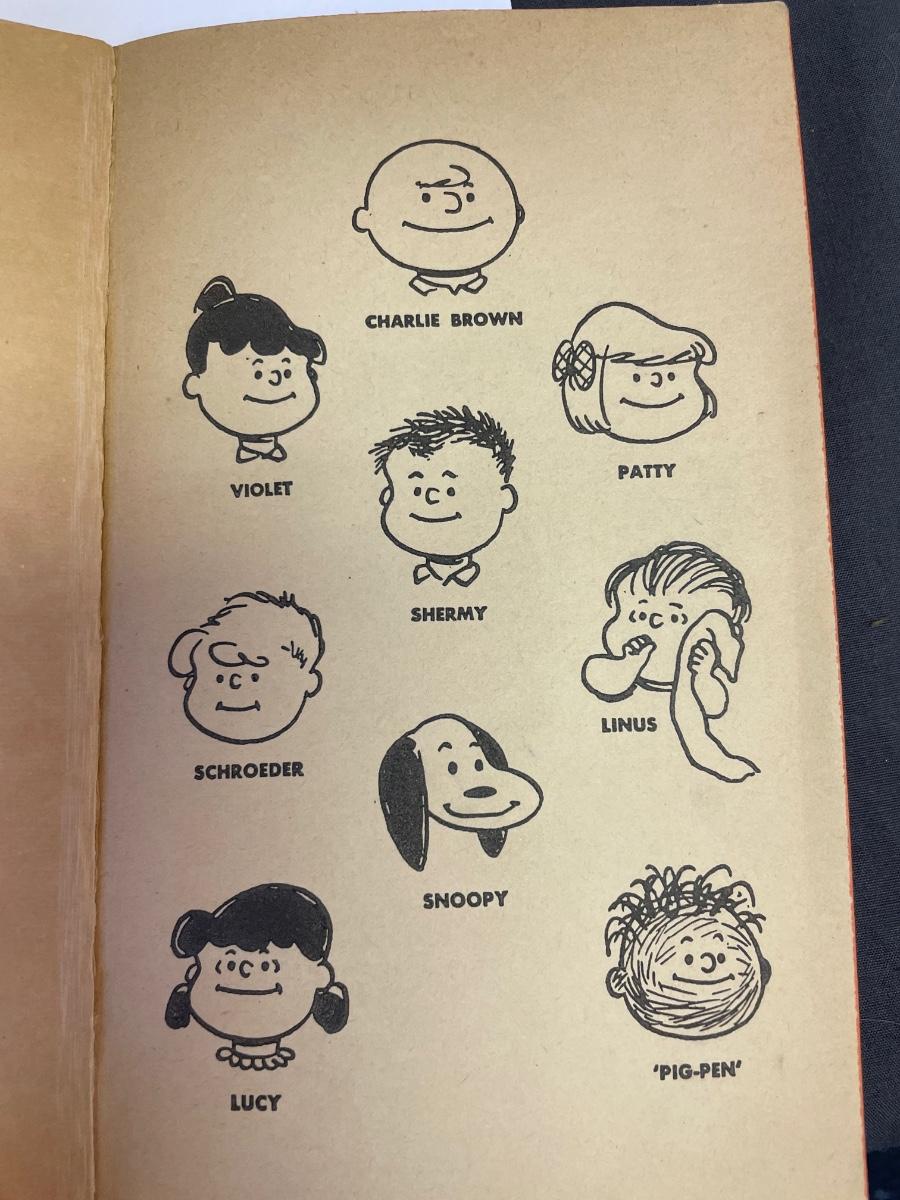 CHARLIE BROWN
VIOLET
PATTY
SHERMY
LINUS
SCHROEDER
SNOOPY
'PIG-PEN'
LUCY